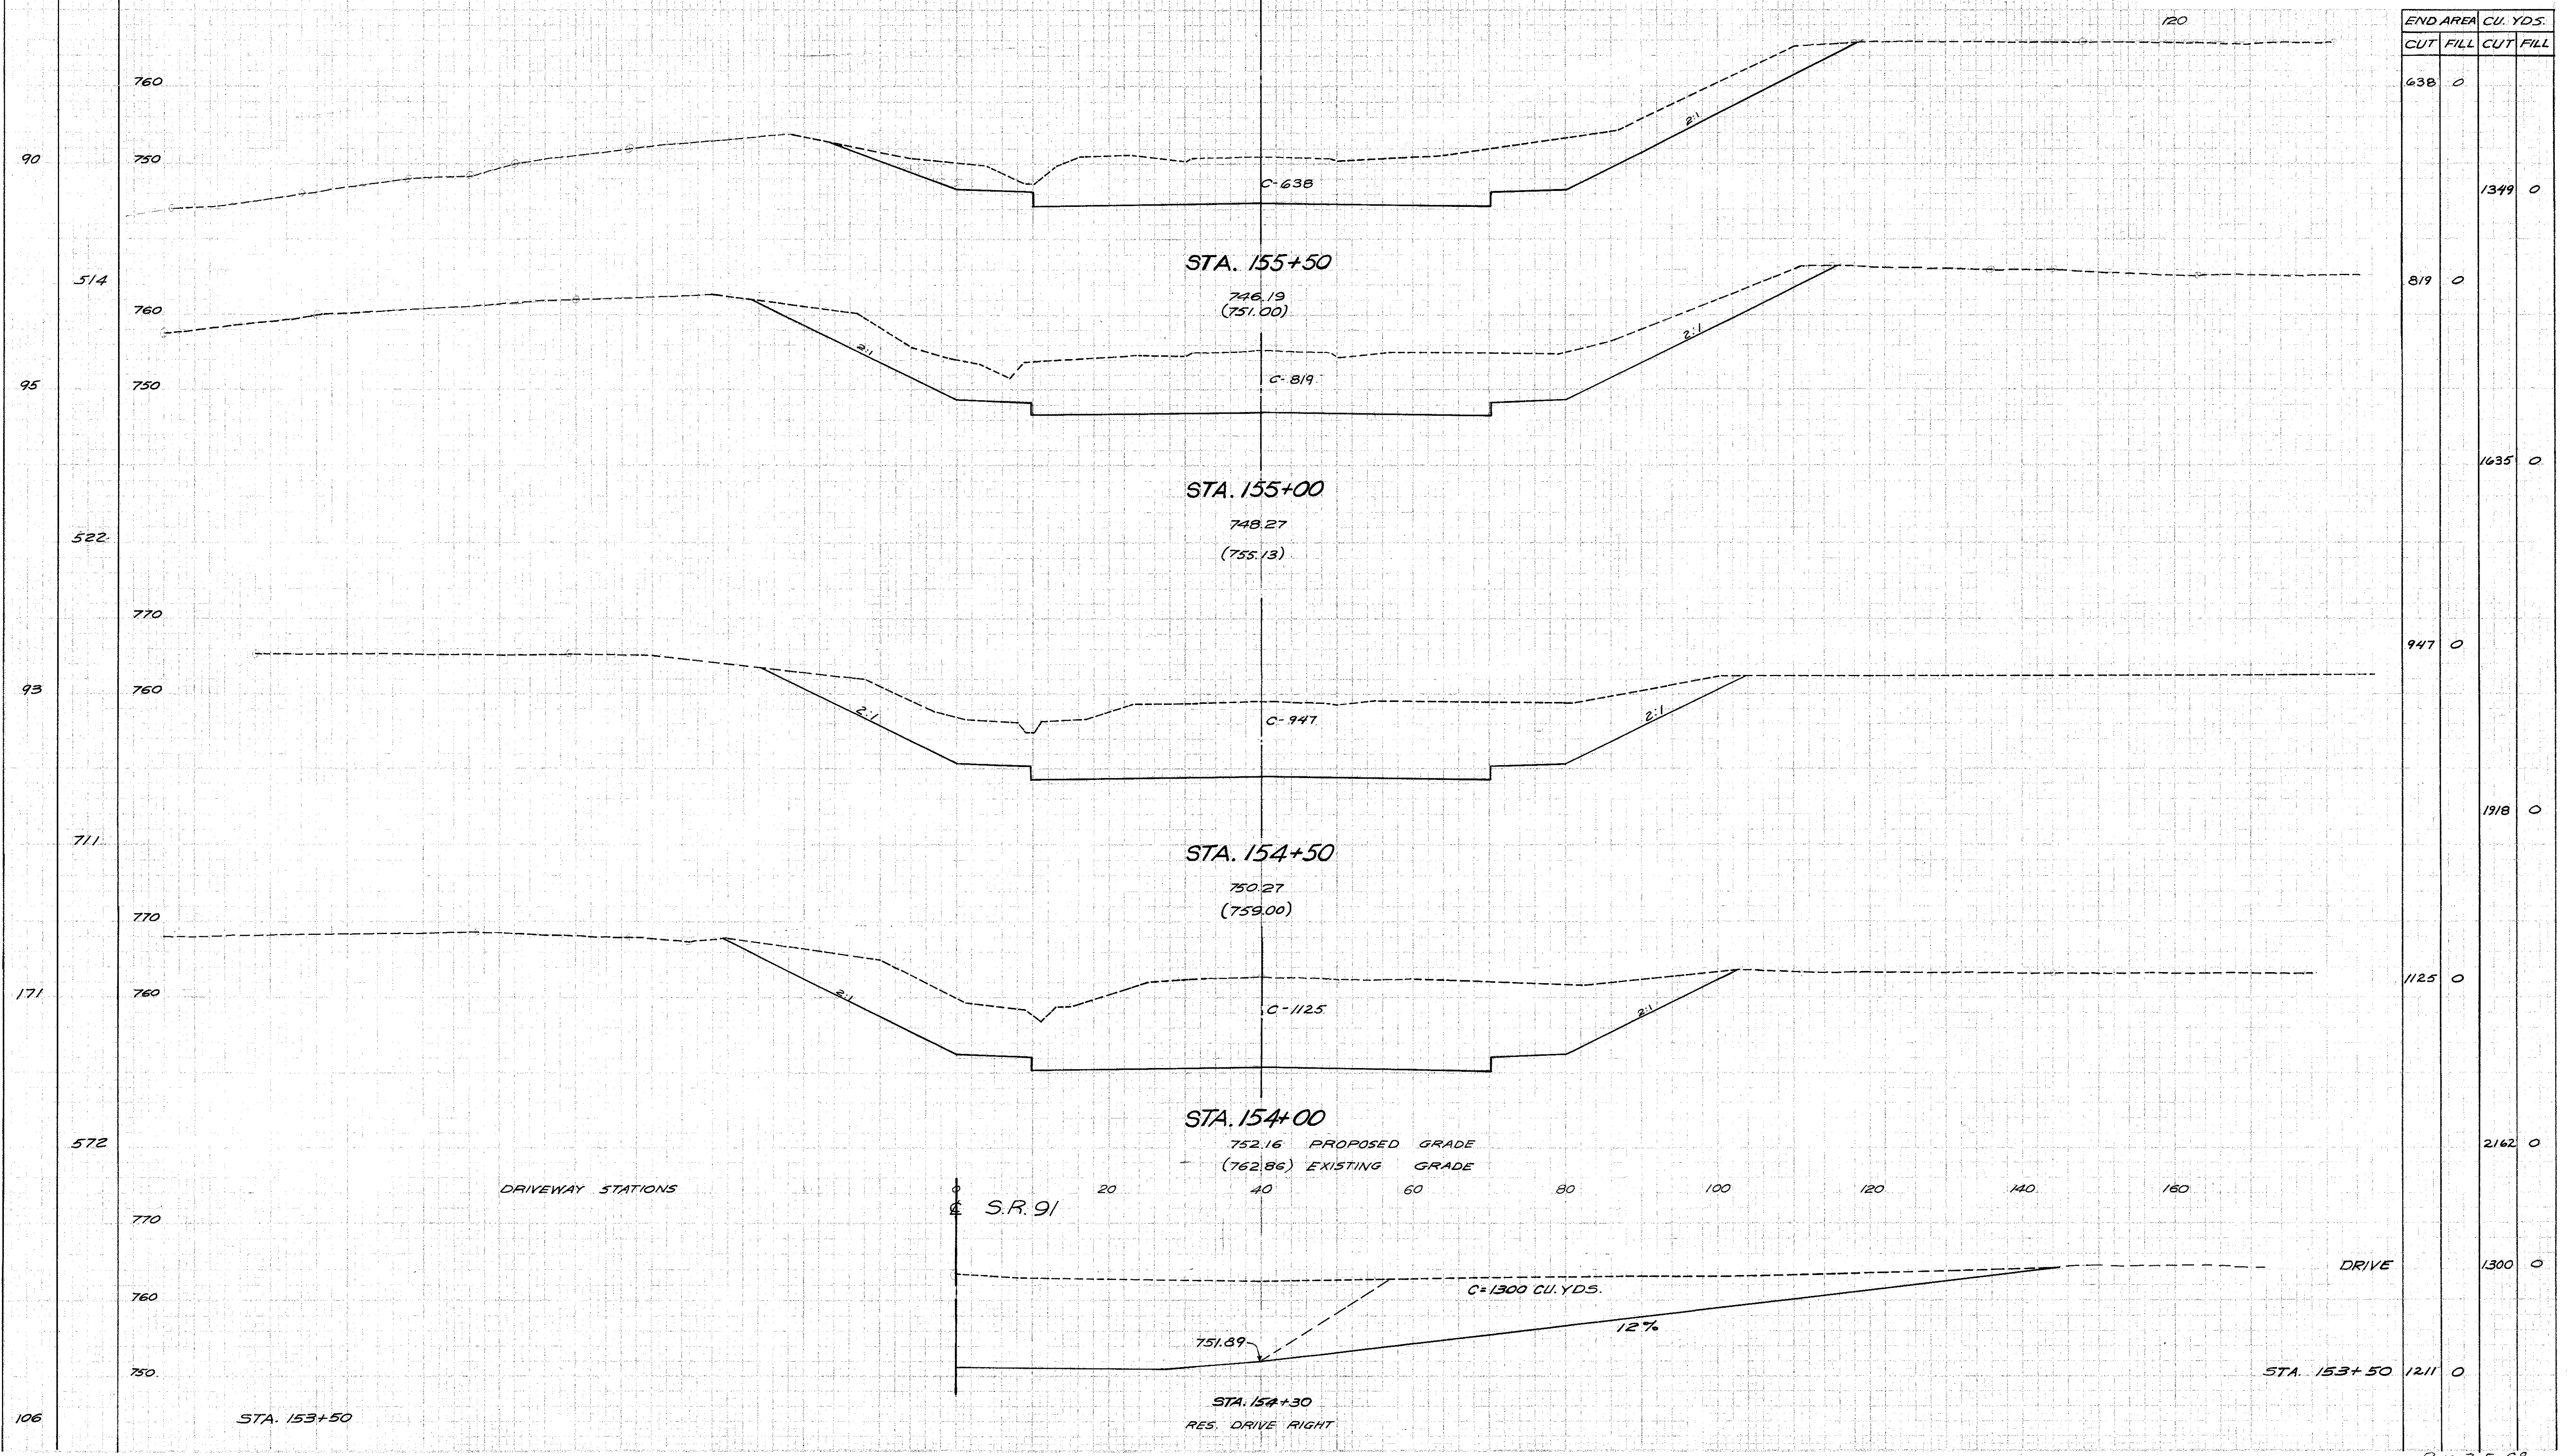 120
END AREA CU. YDS.
CUT FILL CUT FILL
760
638 0
2:1
90 750
C-638
1349 0
STA. 155+50
514
819 0
746.19
760 (751.00)
2:1 2:1
95 750
C-819
1635 0
STA. 155+00
748.27
522
(755.13)
770
947 0
93 760
2:1 2:1
C-947
1918 0
711
STA. 154+50
750.27
(759.00)
770
1125 0
171 760
2:1 2:1
C-1125
STA. 154+00
572 752.16 PROPOSED GRADE 2162 0
(762.86) EXISTING GRADE
DRIVEWAY STATIONS 0 20 40 60 80 100 120 140 160
℄ S.R. 91
770
DRIVE 1300 0
C=1300 CU. YDS.
760
12%
751.89
750 STA. 153+50 1211 0
STA. 154+30
106 STA. 153+50
RES. DRIVE RIGHT